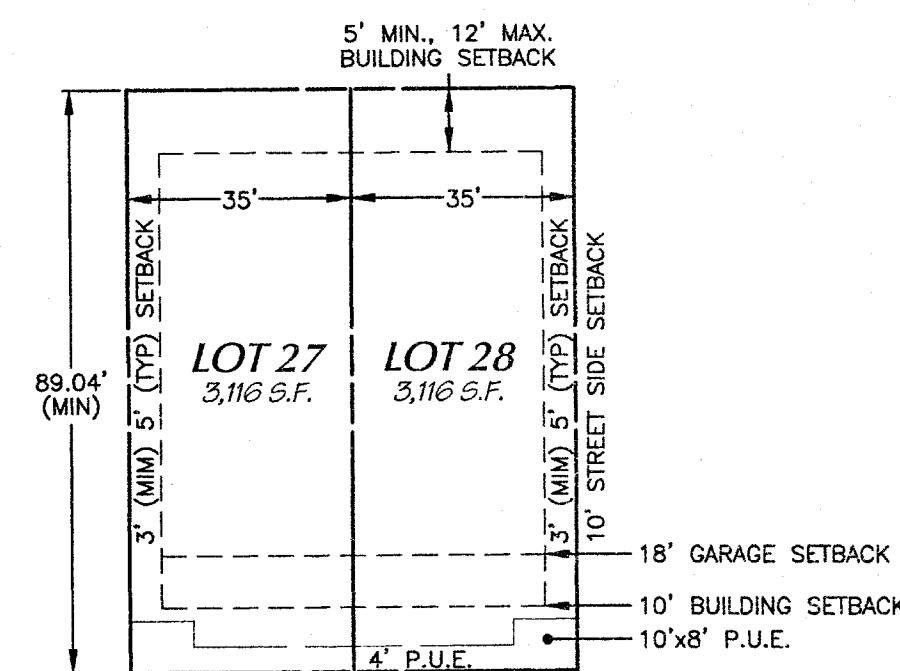 5' MIN., 12' MAX.
BUILDING SETBACK
35'
35'
3' (MIM) 5' (TYP) SETBACK
3' (MIM) 5' (TYP) SETBACK
10' STREET SIDE SETBACK
LOT 27
3,116 S.F.
LOT 28
3,116 S.F.
89.04'
(MIN)
18' GARAGE SETBACK
10' BUILDING SETBACK
10'x8' P.U.E.
4' P.U.E.